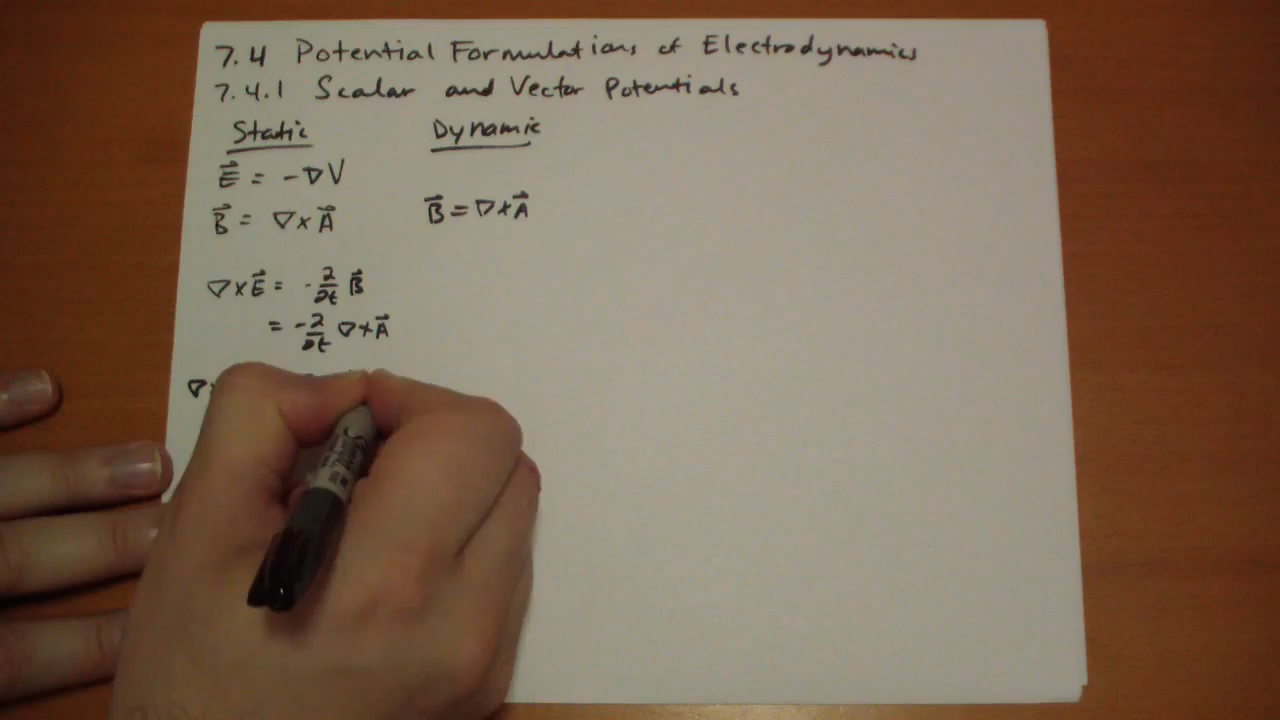 7.4 Potential Formulations of Electrodynamics
7.4.1 Scalar and Vector Potentials
Static
E⃗ = -∇V
B⃗ = ∇×A⃗
Dynamic
B⃗ = ∇×A⃗
∇×E⃗ = -∂/∂t B⃗
= -∂/∂t ∇×A⃗
∇×